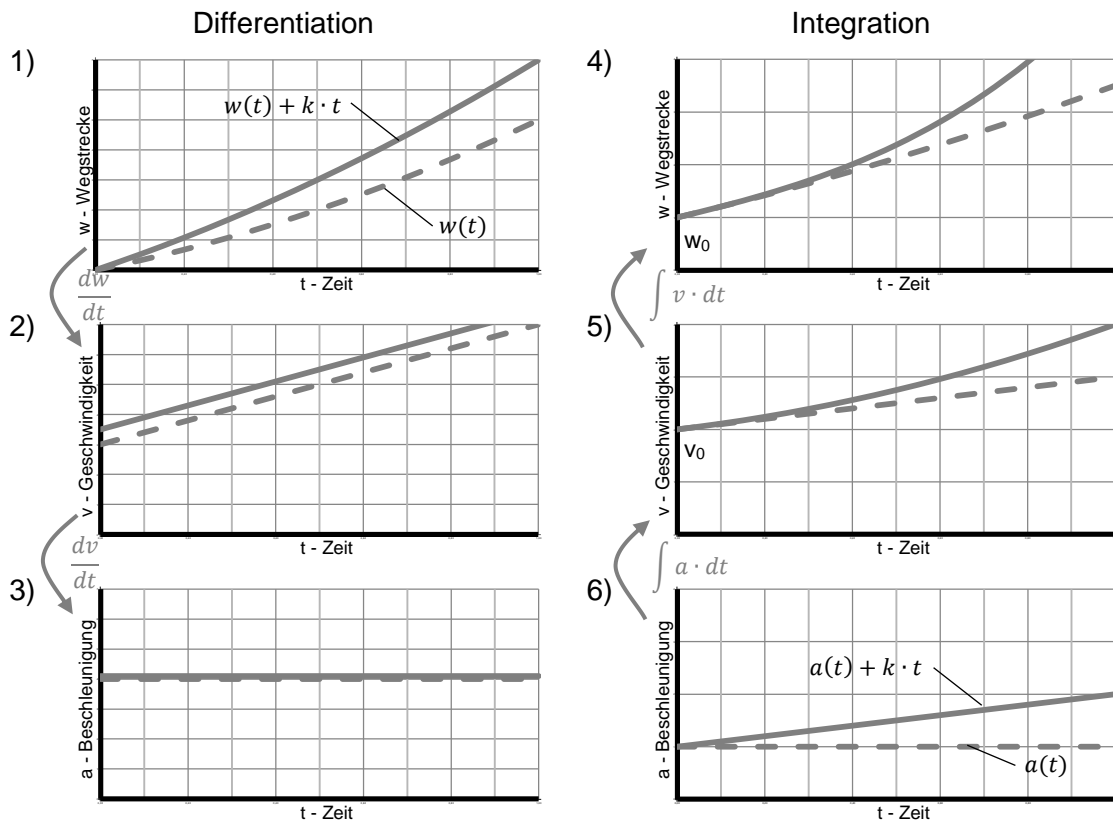 Differentiation
1)
w - Wegstrecke
w(t) + k · t
w(t)
t - Zeit
dw
dt
2)
v - Geschwindigkeit
t - Zeit
dv
dt
3)
a - Beschleunigung
t - Zeit
Integration
4)
w - Wegstrecke
w₀
t - Zeit
∫ v · dt
5)
v - Geschwindigkeit
v₀
t - Zeit
∫ a · dt
6)
a - Beschleunigung
a(t) + k · t
a(t)
t - Zeit